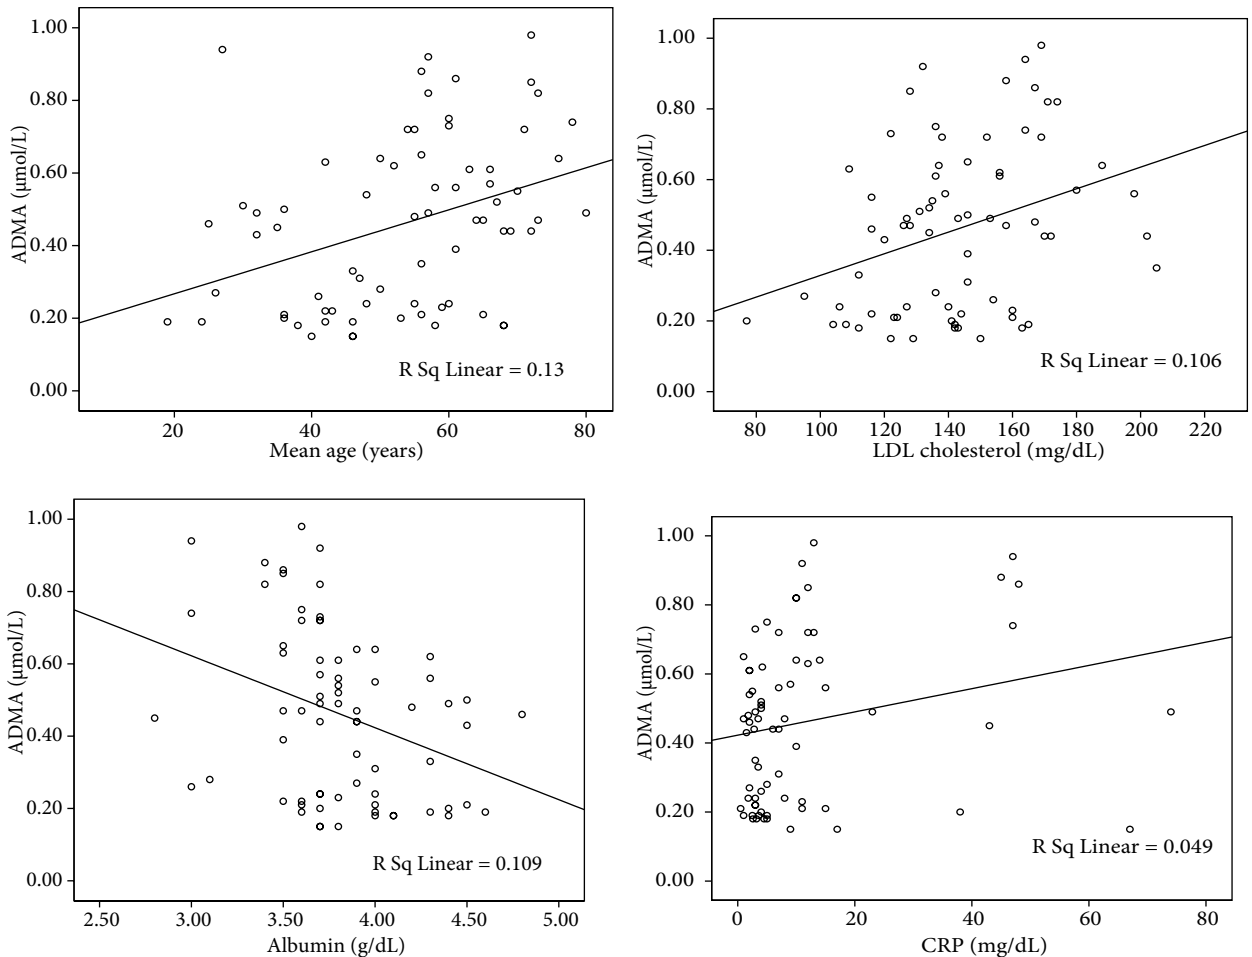 1.00
0.80
0.60
0.40
0.20
0.00
ADMA (μmol/L)
R Sq Linear = 0.13
20 40 60 80
Mean age (years)
1.00
0.80
0.60
0.40
0.20
0.00
ADMA (μmol/L)
R Sq Linear = 0.106
80 100 120 140 160 180 200 220
LDL cholesterol (mg/dL)
1.00
0.80
0.60
0.40
0.20
0.00
ADMA (μmol/L)
R Sq Linear = 0.109
2.50 3.00 3.50 4.00 4.50 5.00
Albumin (g/dL)
1.00
0.80
0.60
0.40
0.20
0.00
ADMA (μmol/L)
R Sq Linear = 0.049
0 20 40 60 80
CRP (mg/dL)